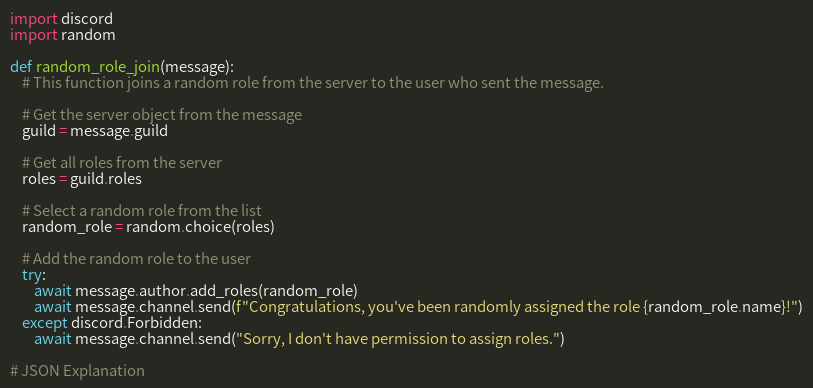 import discord
import random
def random_role_join(message):
# This function joins a random role from the server to the user who sent the message.
# Get the server object from the message
guild = message.guild
# Get all roles from the server
roles = guild.roles
# Select a random role from the list
random_role = random.choice(roles)
# Add the random role to the user
try:
await message.author.add_roles(random_role)
await message.channel.send(f"Congratulations, you've been randomly assigned the role {random_role.name}!")
except discord.Forbidden:
await message.channel.send("Sorry, I don't have permission to assign roles.")
# JSON Explanation